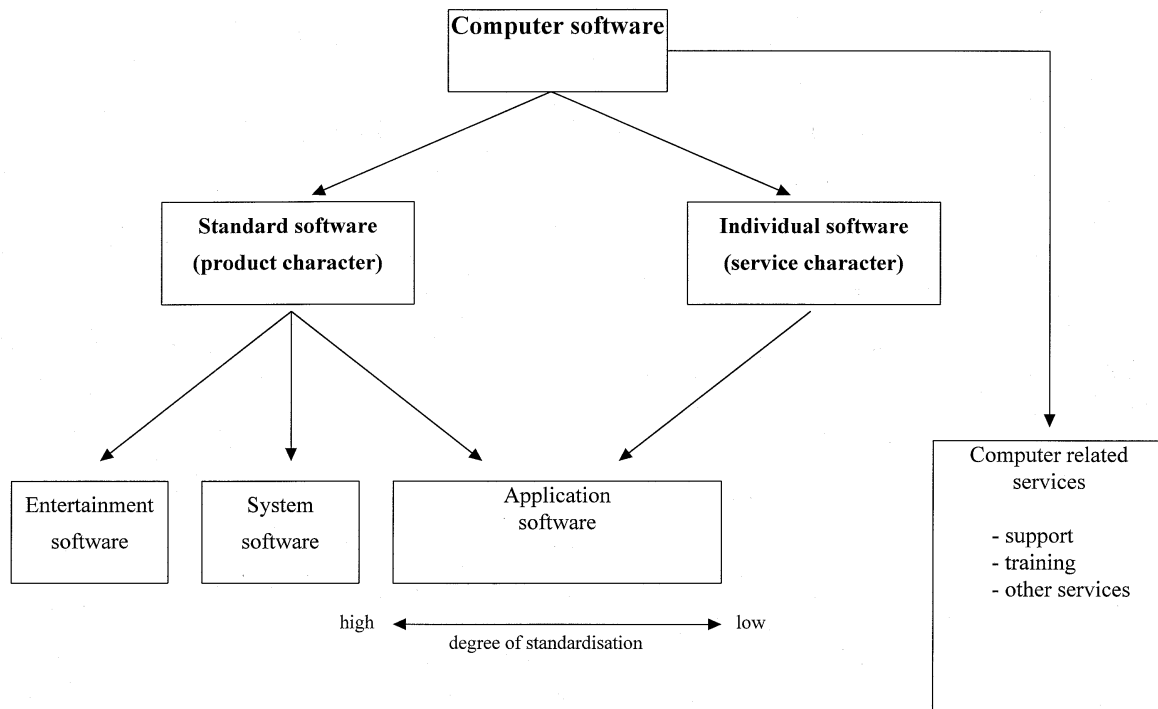 Computer software
Standard software
(product character)
Individual software
(service character)
Entertainment
software
System
software
Application
software
Computer related
services
- support
- training
- other services
high
low
degree of standardisation